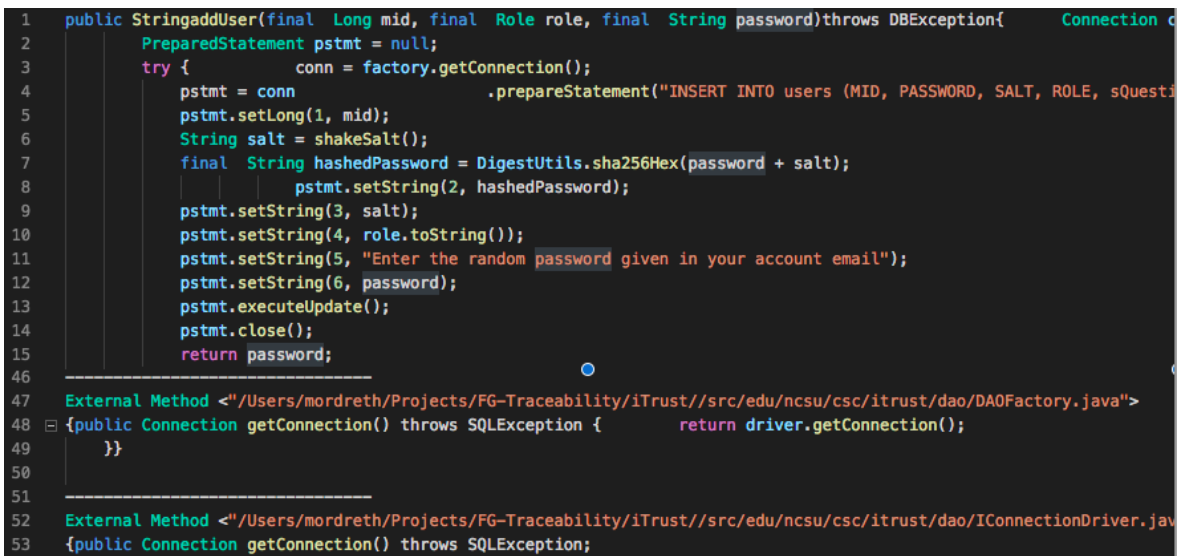 1 public StringaddUser(final Long mid, final Role role, final String password)throws DBException{ Connection c
2 PreparedStatement pstmt = null;
3 try { conn = factory.getConnection();
4 pstmt = conn .prepareStatement("INSERT INTO users (MID, PASSWORD, SALT, ROLE, sQuesti
5 pstmt.setLong(1, mid);
6 String salt = shakeSalt();
7 final String hashedPassword = DigestUtils.sha256Hex(password + salt);
8 pstmt.setString(2, hashedPassword);
9 pstmt.setString(3, salt);
10 pstmt.setString(4, role.toString());
11 pstmt.setString(5, "Enter the random password given in your account email");
12 pstmt.setString(6, password);
13 pstmt.executeUpdate();
14 pstmt.close();
15 return password;
46 --------------------------------
47 External Method <"/Users/mordreth/Projects/FG-Traceability/iTrust//src/edu/ncsu/csc/itrust/dao/DAOFactory.java">
48 {public Connection getConnection() throws SQLException { return driver.getConnection();
49 }}
50
51 --------------------------------
52 External Method <"/Users/mordreth/Projects/FG-Traceability/iTrust//src/edu/ncsu/csc/itrust/dao/IConnectionDriver.jav
53 {public Connection getConnection() throws SQLException;